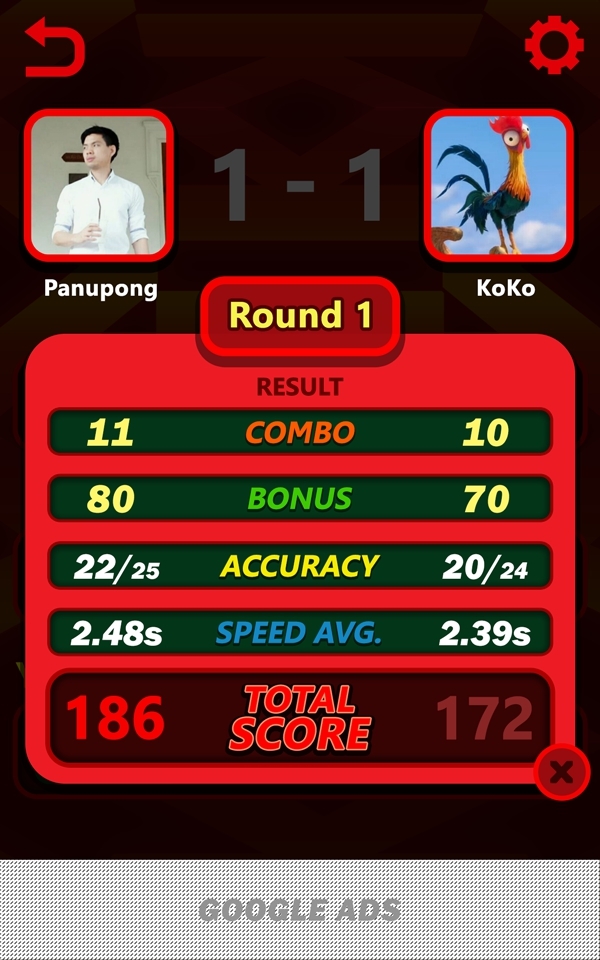 1 - 1
Panupong
KoKo
Round 1
RESULT
11 COMBO 10
80 BONUS 70
22/25 ACCURACY 20/24
2.48s SPEED AVG. 2.39s
186 TOTAL SCORE 172
GOOGLE ADS